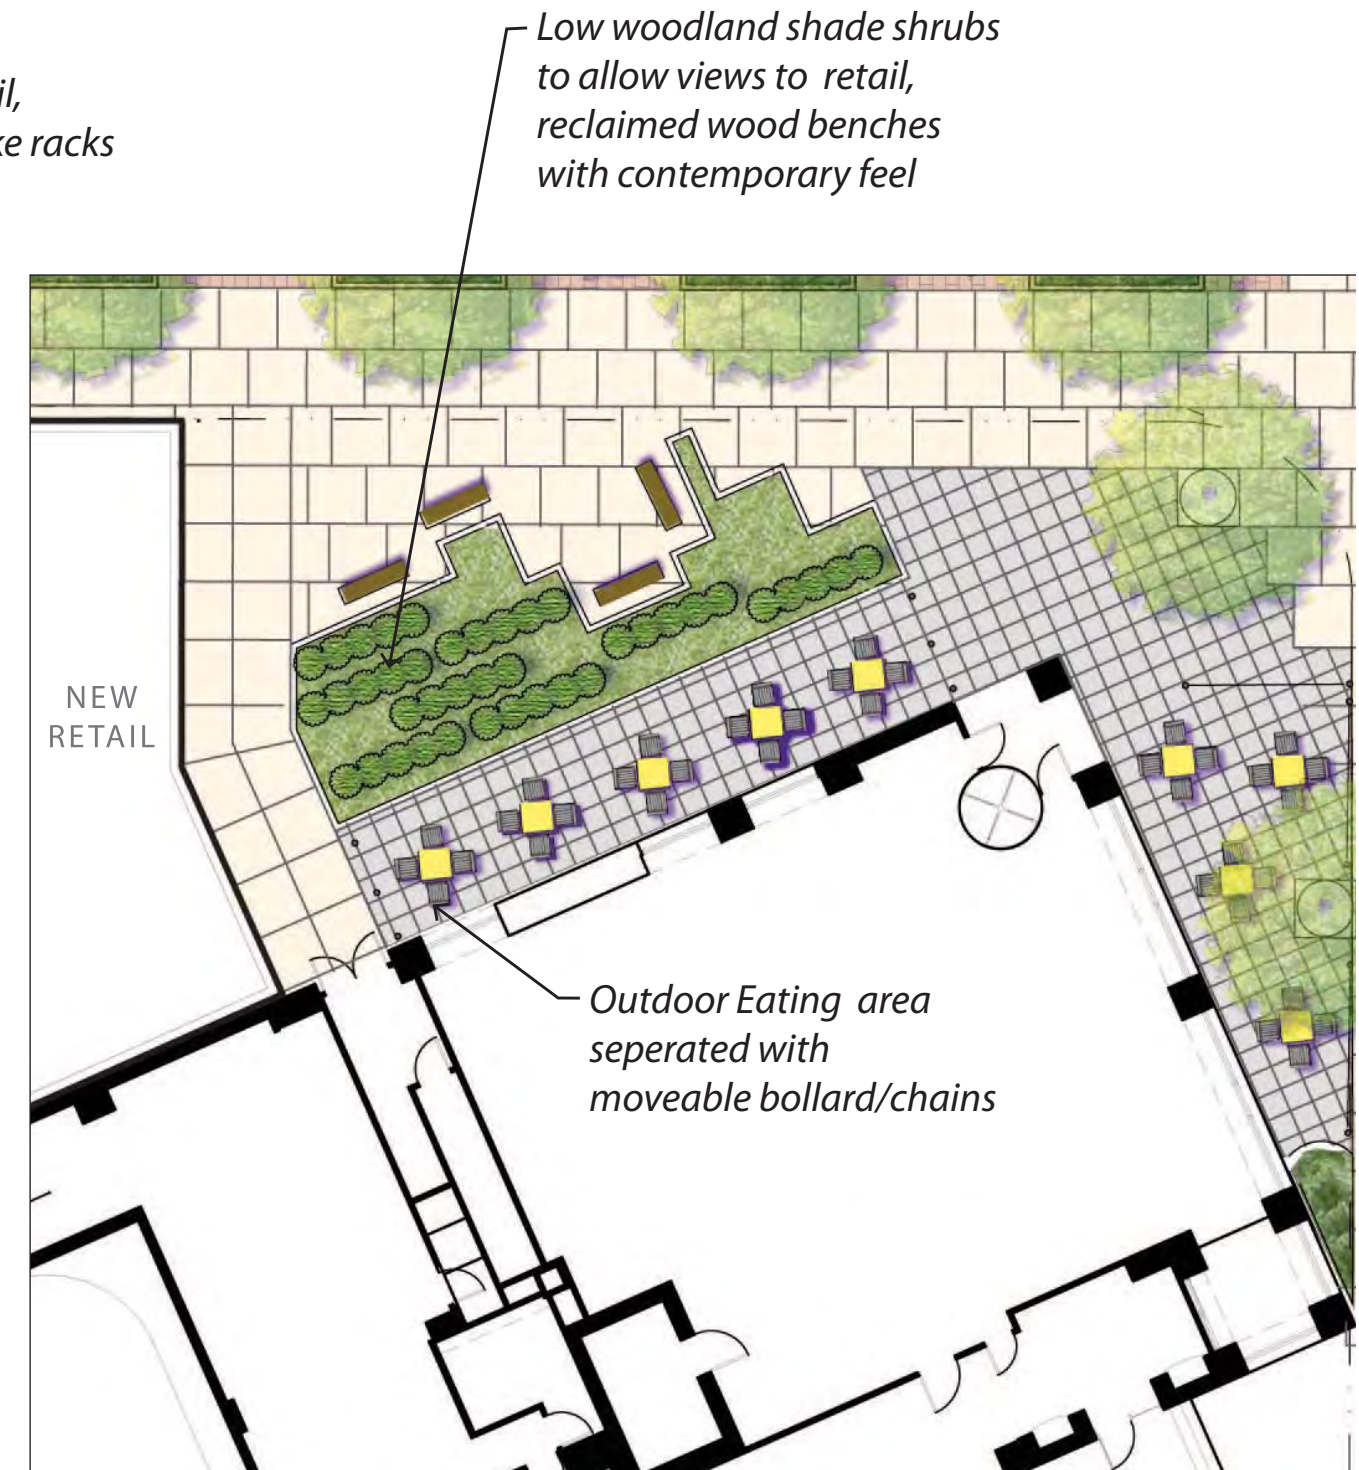 Low woodland shade shrubs
to allow views to retail,
reclaimed wood benches
with contemporary feel
racks
NEW
RETAIL
Outdoor Eating area
seperated with
moveable bollard/chains